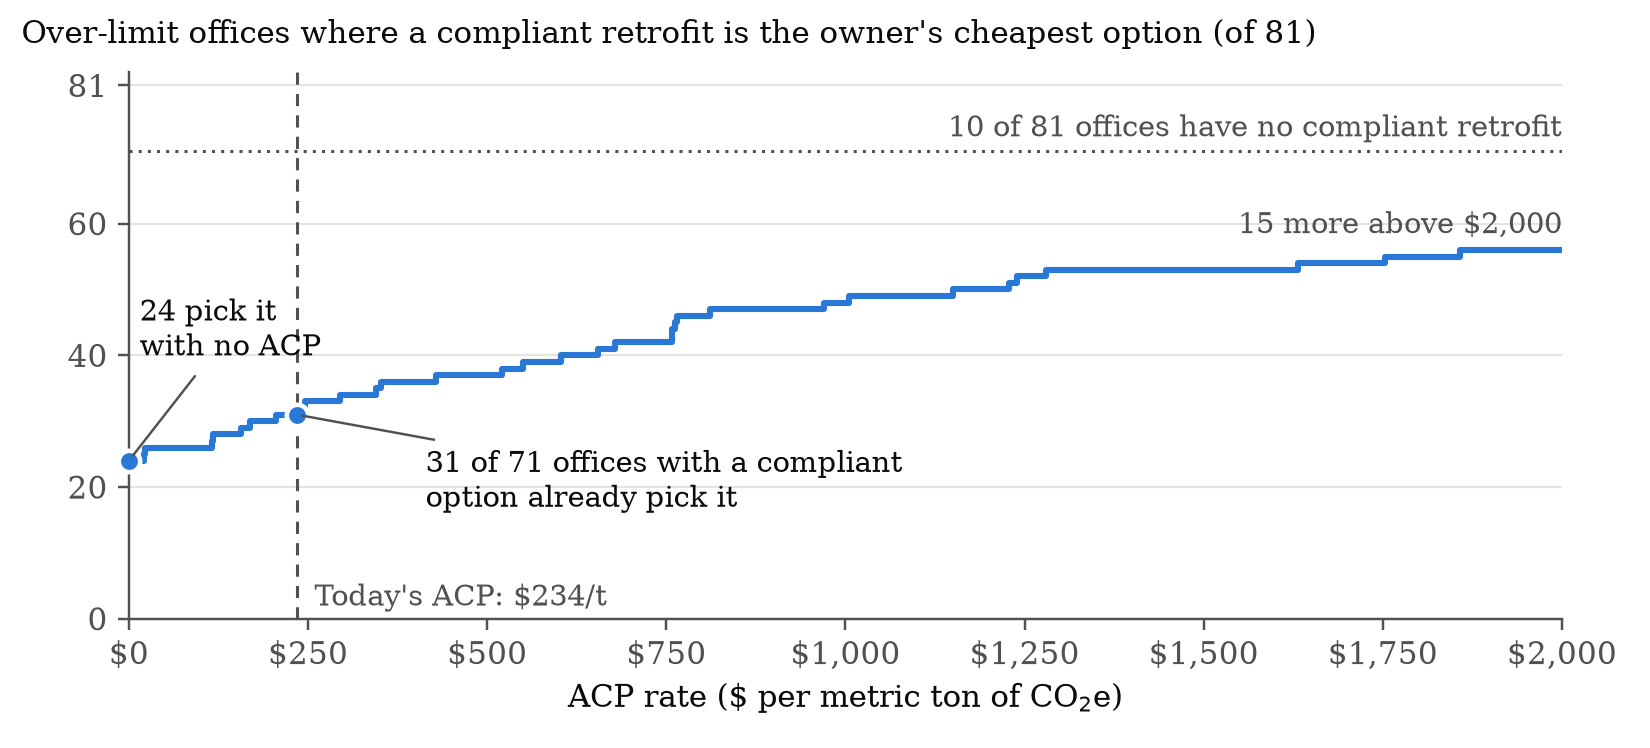 Over-limit offices where a compliant retrofit is the owner's cheapest option (of 81)
81
10 of 81 offices have no compliant retrofit
60
15 more above $2,000
24 pick it
with no ACP
40
31 of 71 offices with a compliant
option already pick it
20
Today's ACP: $234/t
0
$0 $250 $500 $750 $1,000 $1,250 $1,500 $1,750 $2,000
ACP rate ($ per metric ton of CO₂e)